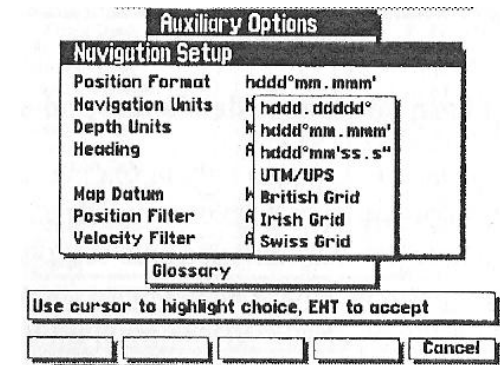 Auxiliary Options
Navigation Setup
Position Format hddd°mm.mmm'
Navigation Units
hddd.ddddd°
Depth Units
hddd°mm.mmm'
Heading A
hddd°mm'ss.s"
UTM/UPS
Map Datum
British Grid
Position Filter A
Irish Grid
Velocity Filter A
Swiss Grid
Glossary
Use cursor to highlight choice, ENT to accept
Cancel